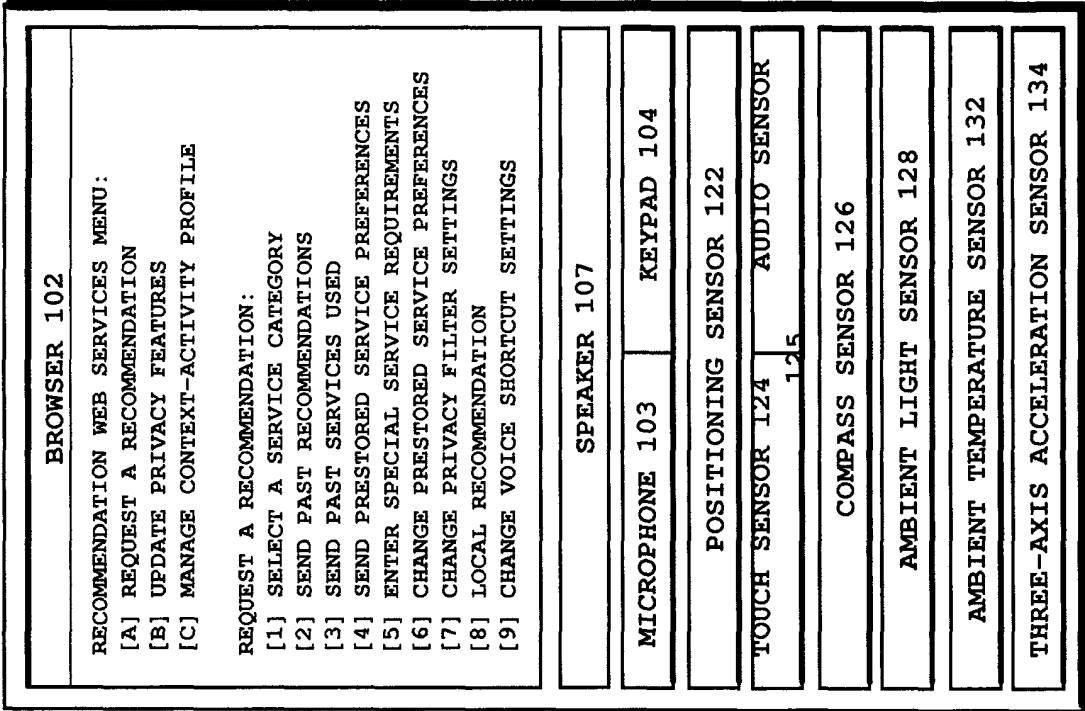 BROWSER 102
RECOMMENDATION WEB SERVICES MENU:
[A] REQUEST A RECOMMENDATION
[B] UPDATE PRIVACY FEATURES
[C] MANAGE CONTEXT-ACTIVITY PROFILE
REQUEST A RECOMMENDATION:
[1] SELECT A SERVICE CATEGORY
[2] SEND PAST RECOMMENDATIONS
[3] SEND PAST SERVICES USED
[4] SEND PRESTORED SERVICE PREFERENCES
[5] ENTER SPECIAL SERVICE REQUIREMENTS
[6] CHANGE PRESTORED SERVICE PREFERENCES
[7] CHANGE PRIVACY FILTER SETTINGS
[8] LOCAL RECOMMENDATION
[9] CHANGE VOICE SHORTCUT SETTINGS
SPEAKER 107
MICROPHONE 103 KEYPAD 104
POSITIONING SENSOR 122
TOUCH SENSOR 124 AUDIO SENSOR
125
COMPASS SENSOR 126
AMBIENT LIGHT SENSOR 128
AMBIENT TEMPERATURE SENSOR 132
THREE-AXIS ACCELERATION SENSOR 134